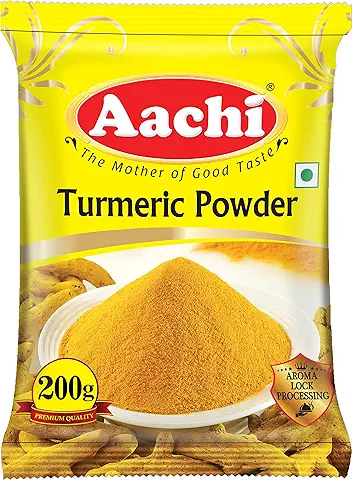 Aachi
®
The Mother of Good Taste
Turmeric Powder
200g
PREMIUM QUALITY
AROMA
LOCK
PROCESSING